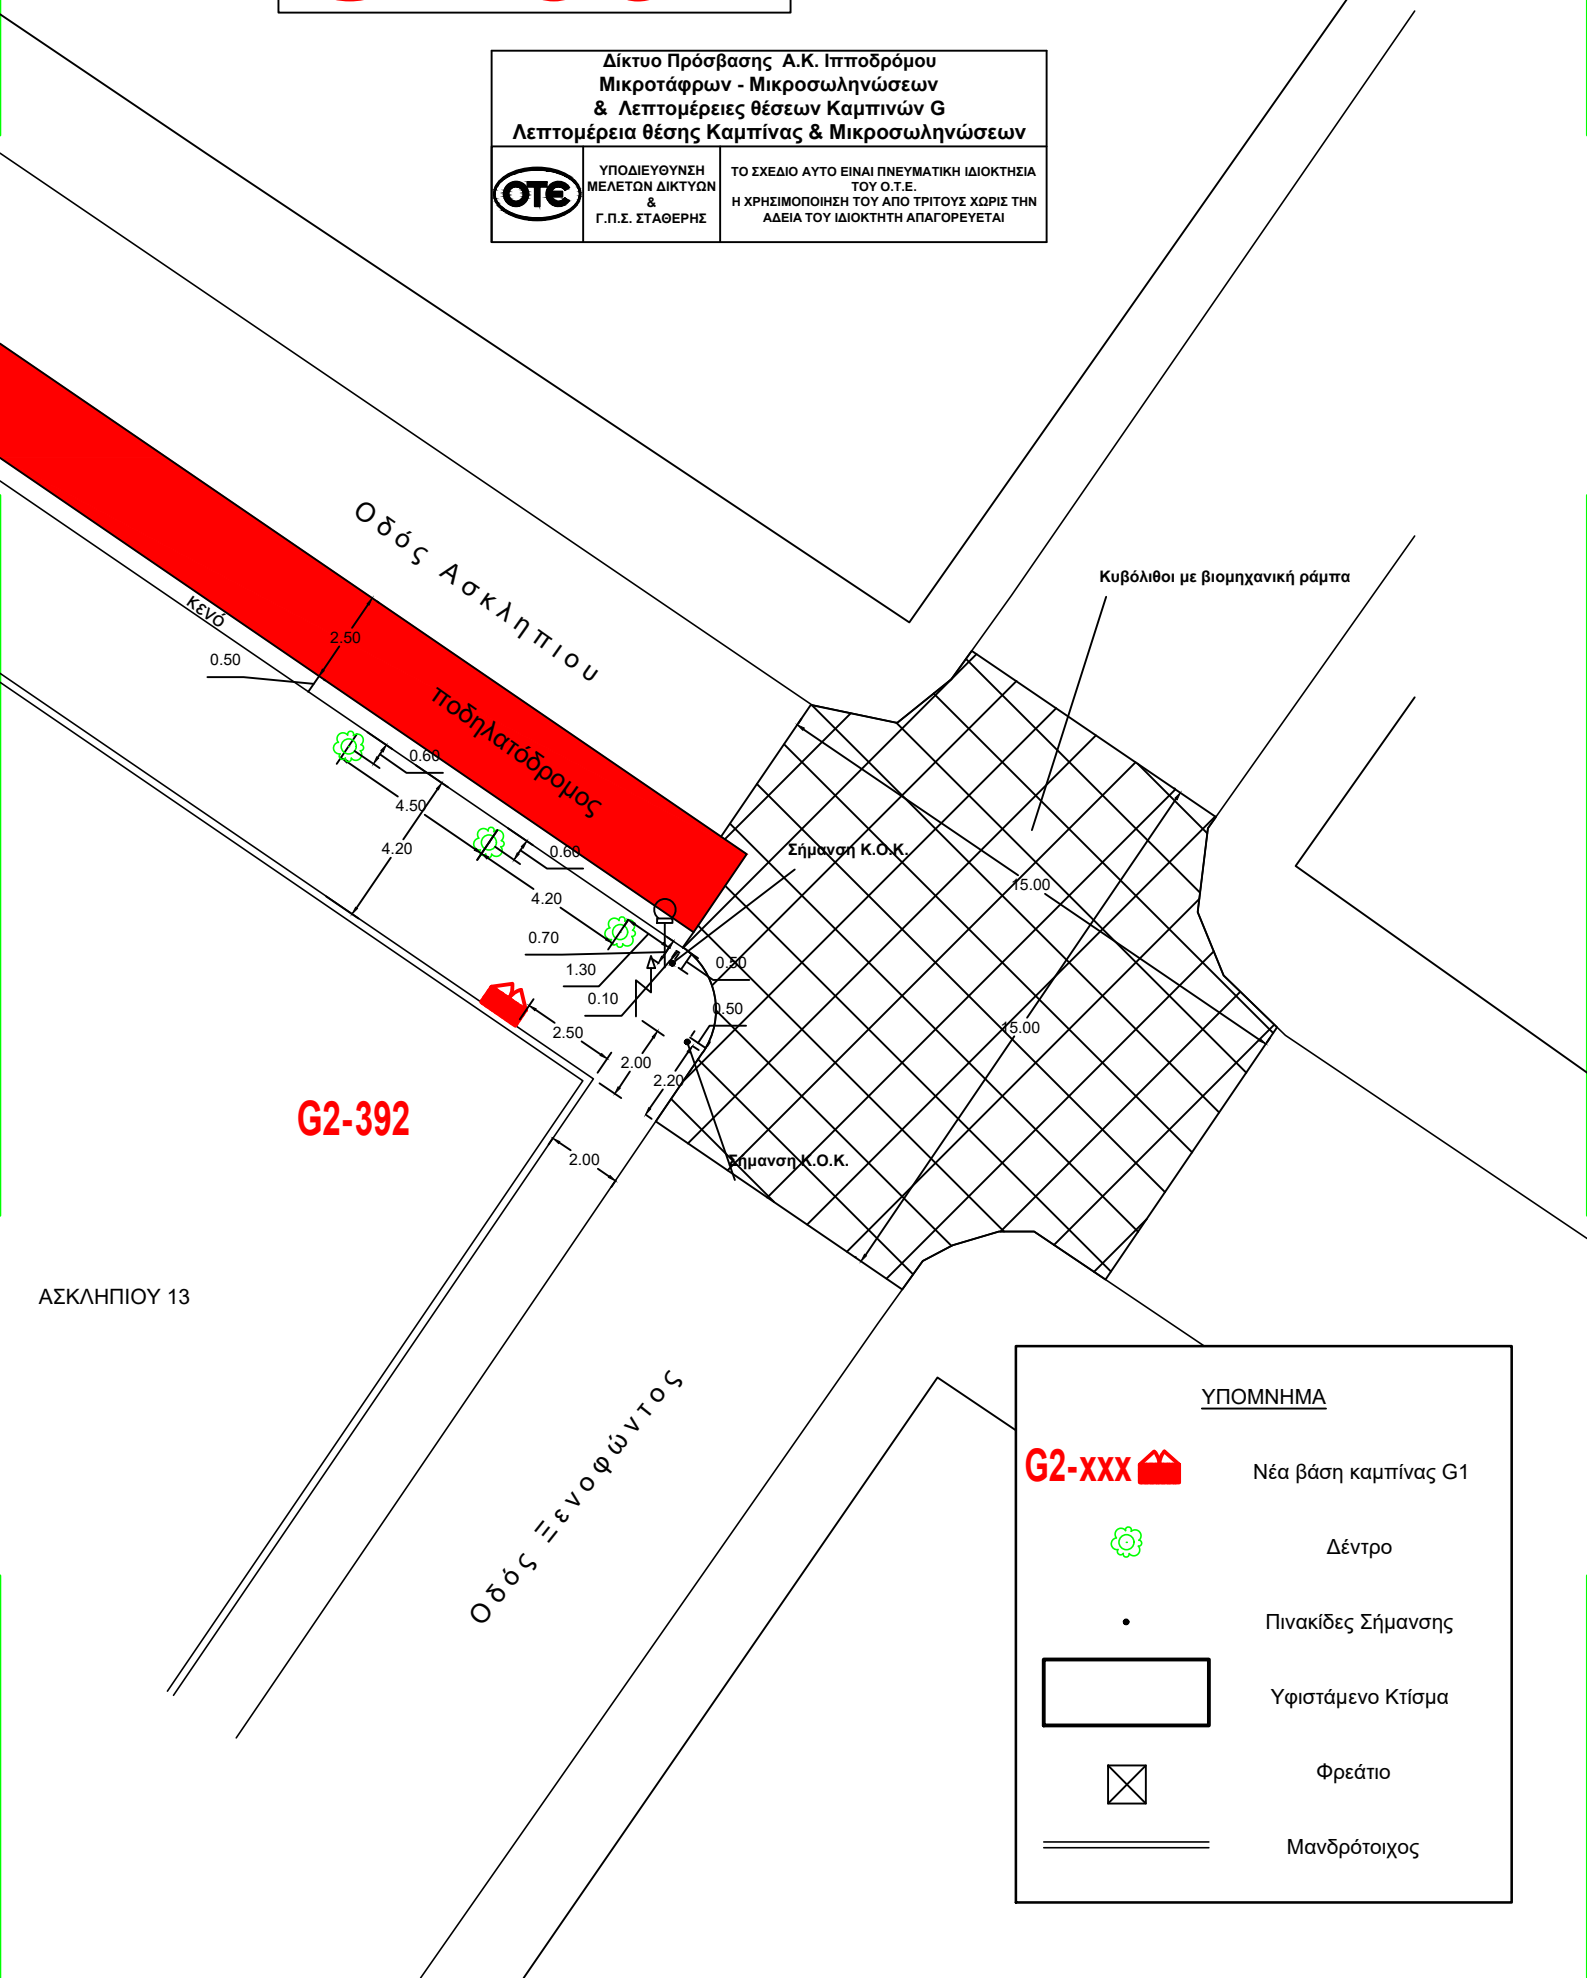 Δίκτυο Πρόσβασης Α.Κ. Ιπποδρόμου
Μικροτάφρων - Μικροσωληνώσεων
& Λεπτομέρειες θέσεων Καμπινών G
Λεπτομέρεια θέσης Καμπίνας & Μικροσωληνώσεων
ΟΤΕ
ΥΠΟΔΙΕΥΘΥΝΣΗ
ΜΕΛΕΤΩΝ ΔΙΚΤΥΩΝ
&
Γ.Π.Σ. ΣΤΑΘΕΡΗΣ
ΤΟ ΣΧΕΔΙΟ ΑΥΤΟ ΕΙΝΑΙ ΠΝΕΥΜΑΤΙΚΗ ΙΔΙΟΚΤΗΣΙΑ
ΤΟΥ Ο.Τ.Ε.
Η ΧΡΗΣΙΜΟΠΟΙΗΣΗ ΤΟΥ ΑΠΟ ΤΡΙΤΟΥΣ ΧΩΡΙΣ ΤΗΝ
ΑΔΕΙΑ ΤΟΥ ΙΔΙΟΚΤΗΤΗ ΑΠΑΓΟΡΕΥΕΤΑΙ
Οδός Ασκληπιου
Κυβόλιθοι με βιομηχανική ράμπα
κενό
2.50
0.50
ποδηλατόδρομος
0.60
4.50
4.20
0.60
Σήμανση Κ.Ο.Κ.
15.00
4.20
0.70
1.30
0.50
0.10
0.50
2.50
15.00
2.00
2.20
G2-392
2.00
Σήμανση Κ.Ο.Κ.
ΑΣΚΛΗΠΙΟΥ 13
Οδός Ξενοφώντος
ΥΠΟΜΝΗΜΑ
G2-xxx
Νέα βάση καμπίνας G1
Δέντρο
Πινακίδες Σήμανσης
Υφιστάμενο Κτίσμα
Φρεάτιο
Μανδρότοιχος